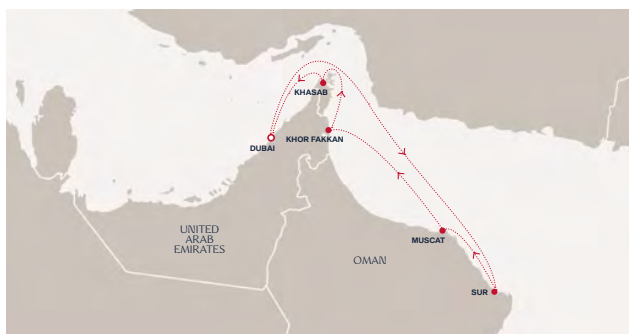 KHASAB
KHOR FAKKAN
DUBAI
UNITED
ARAB
EMIRATES
MUSCAT
OMAN
SUR